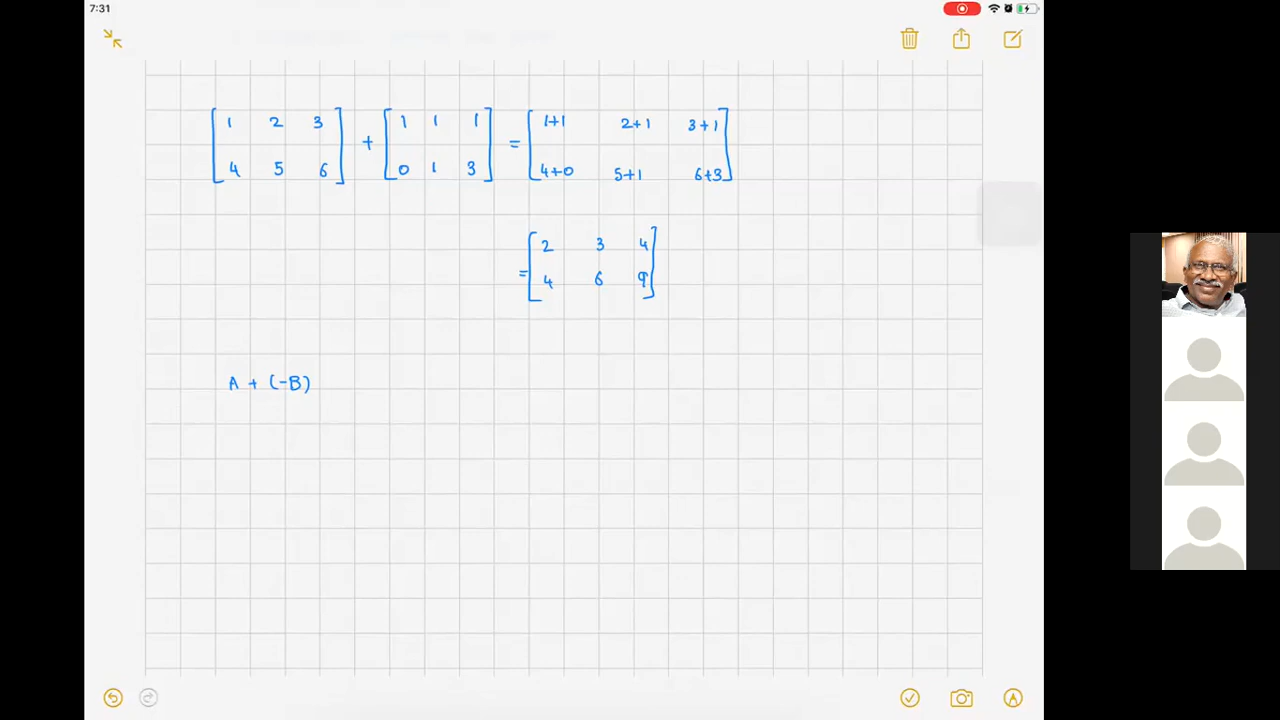 7:31
[1 2 3 + [1 1 1 = [1+1 2+1 3+1]
4 5 6] 0 1 3] 4+0 5+1 6+3]
= [2 3 4
4 6 9]
A + (-B)